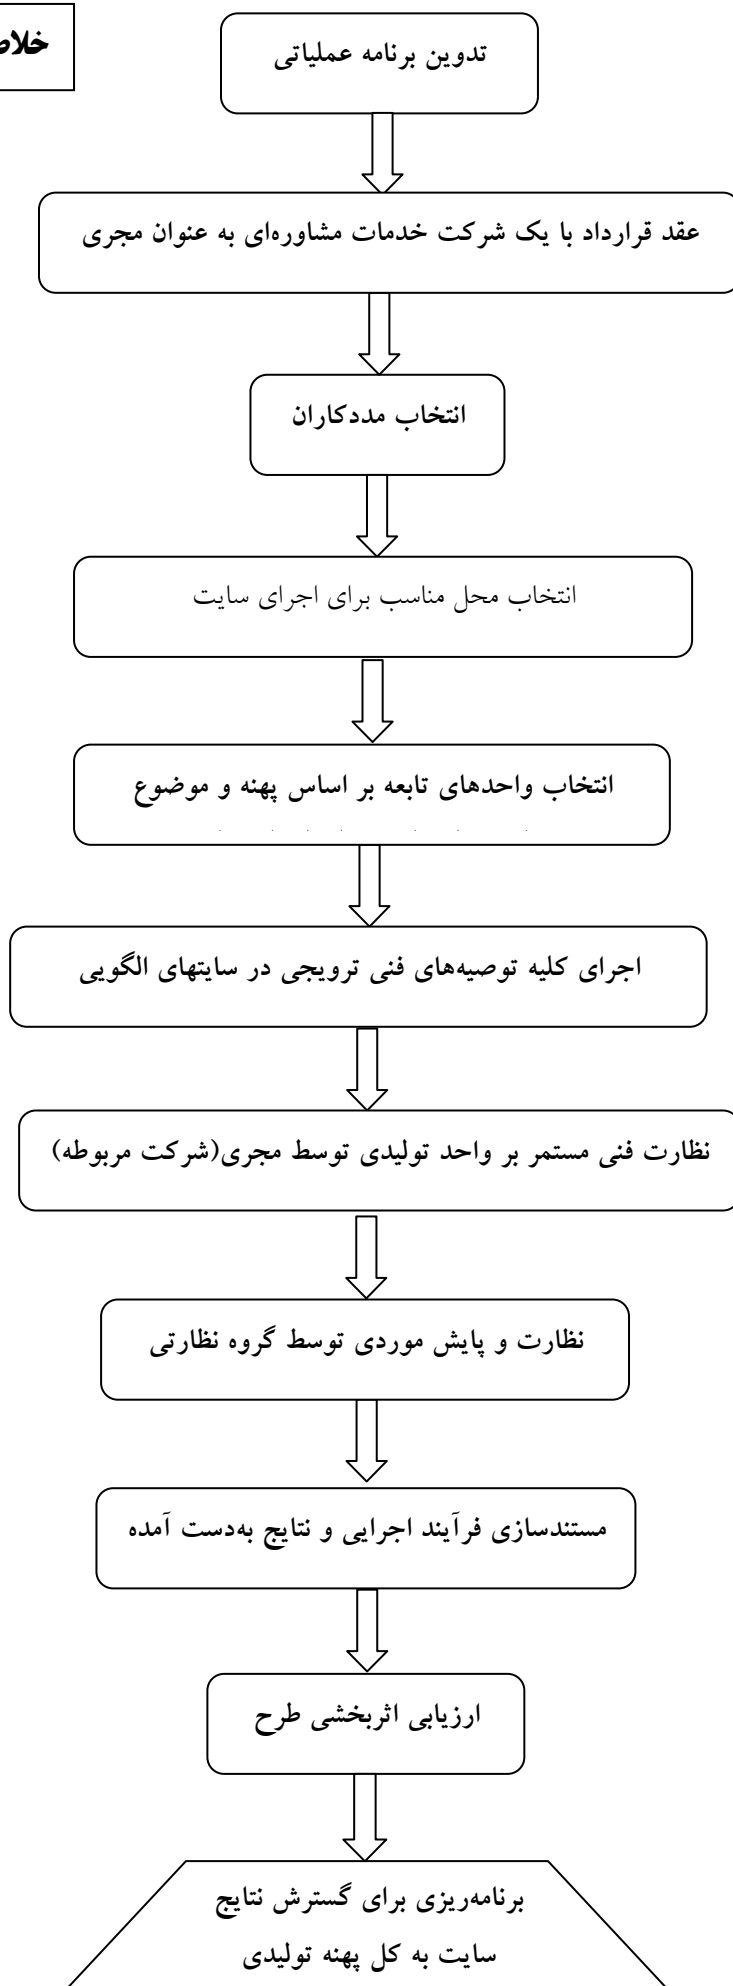 تدوین برنامه عملیاتی
عقد قرارداد با یک شرکت خدمات مشاوره‌ای به عنوان مجری
انتخاب مددکاران
انتخاب محل مناسب برای اجرای سایت
انتخاب واحدهای تابعه بر اساس پهنه و موضوع
اجرای کلیه توصیه‌های فنی ترویجی در سایتهای الگویی
نظارت فنی مستمر بر واحد تولیدی توسط مجری(شرکت مربوطه)
نظارت و پایش موردی توسط گروه نظارتی
مستندسازی فرآیند اجرایی و نتایج به‌دست آمده
ارزیابی اثربخشی طرح
برنامه‌ریزی برای گسترش نتایج
سایت به کل پهنه تولیدی